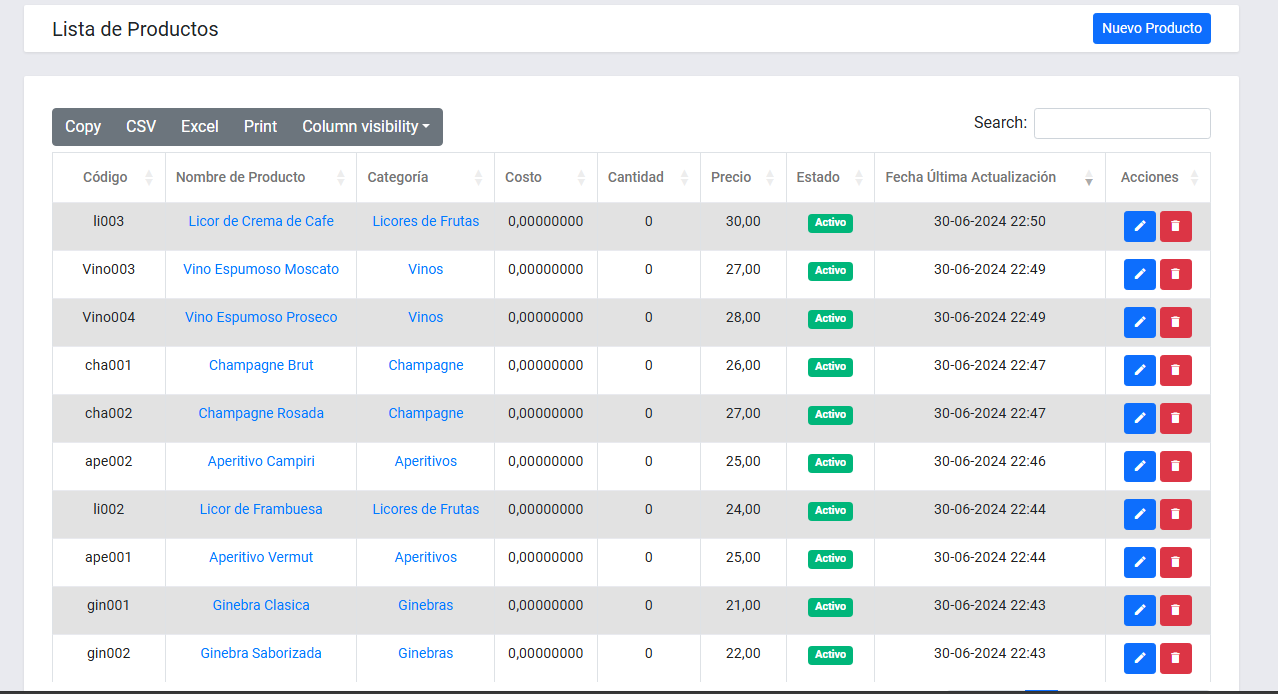 Lista de Productos Nuevo Producto
Copy CSV Excel Print Column visibility Search:
Código Nombre de Producto Categoría Costo Cantidad Precio Estado Fecha Última Actualización Acciones
li003 Licor de Crema de Cafe Licores de Frutas 0,00000000 0 30,00 Activo 30-06-2024 22:50
Vino003 Vino Espumoso Moscato Vinos 0,00000000 0 27,00 Activo 30-06-2024 22:49
Vino004 Vino Espumoso Proseco Vinos 0,00000000 0 28,00 Activo 30-06-2024 22:49
cha001 Champagne Brut Champagne 0,00000000 0 26,00 Activo 30-06-2024 22:47
cha002 Champagne Rosada Champagne 0,00000000 0 27,00 Activo 30-06-2024 22:47
ape002 Aperitivo Campiri Aperitivos 0,00000000 0 25,00 Activo 30-06-2024 22:46
li002 Licor de Frambuesa Licores de Frutas 0,00000000 0 24,00 Activo 30-06-2024 22:44
ape001 Aperitivo Vermut Aperitivos 0,00000000 0 25,00 Activo 30-06-2024 22:44
gin001 Ginebra Clasica Ginebras 0,00000000 0 21,00 Activo 30-06-2024 22:43
gin002 Ginebra Saborizada Ginebras 0,00000000 0 22,00 Activo 30-06-2024 22:43